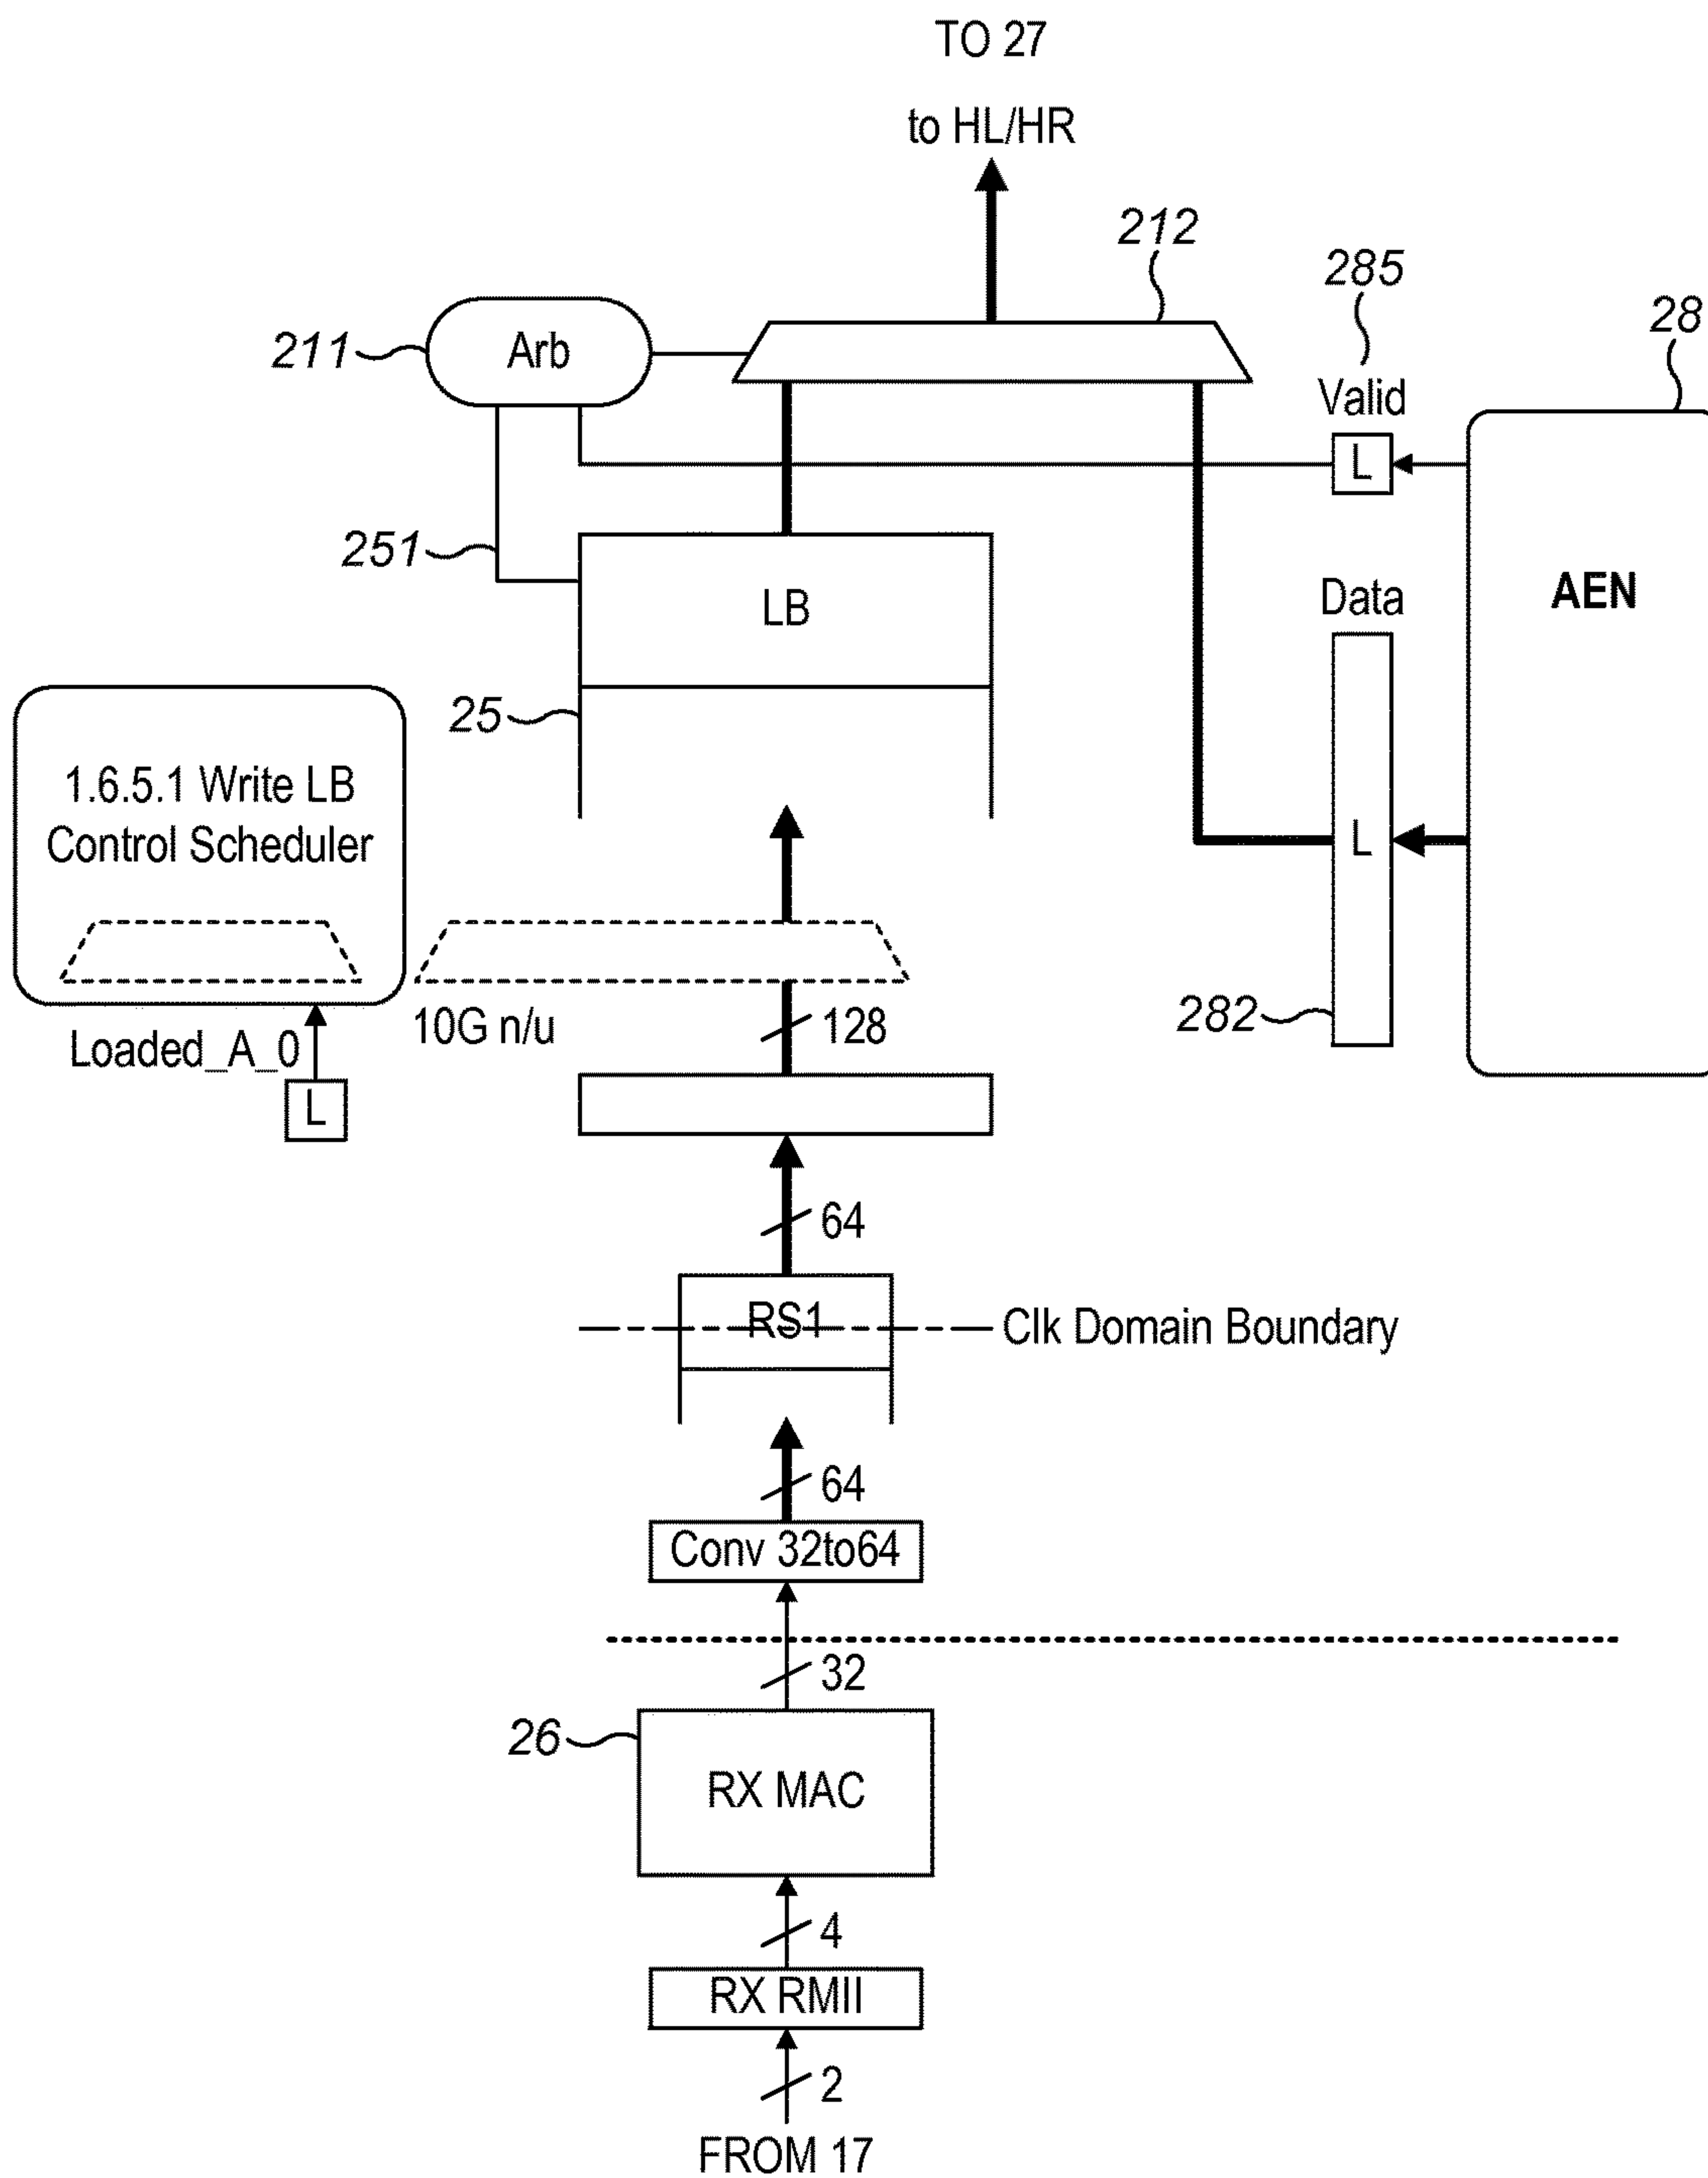 TO 27
to HL/HR
212
285
28
211
Arb
Valid
L
251
LB
Data
AEN
25
1.6.5.1 Write LB
Control Scheduler
L
10G n/u
128
282
Loaded_A_0
L
64
RS1
Clk Domain Boundary
64
Conv 32to64
32
26
RX MAC
4
RX RMII
2
FROM 17